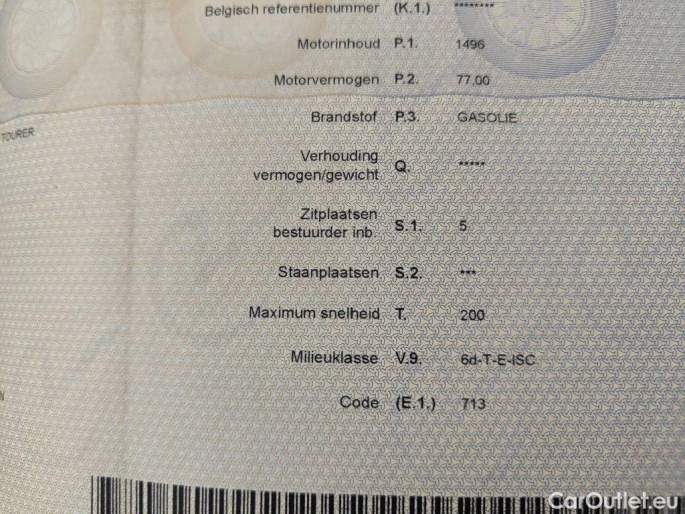 Belgisch referentienummer (K.1.) ********
Motorinhoud P.1. 1496
Motorvermogen P.2. 77.00
Brandstof P.3. GASOLIE
TOURER
Verhouding
vermogen/gewicht Q. *****
Zitplaatsen
bestuurder inb. S.1. 5
Staanplaatsen S.2. ***
Maximum snelheid T. 200
Milieuklasse V.9. 6d-T-E-ISC
N
Code (E.1.) 713
CarOutlet.eu